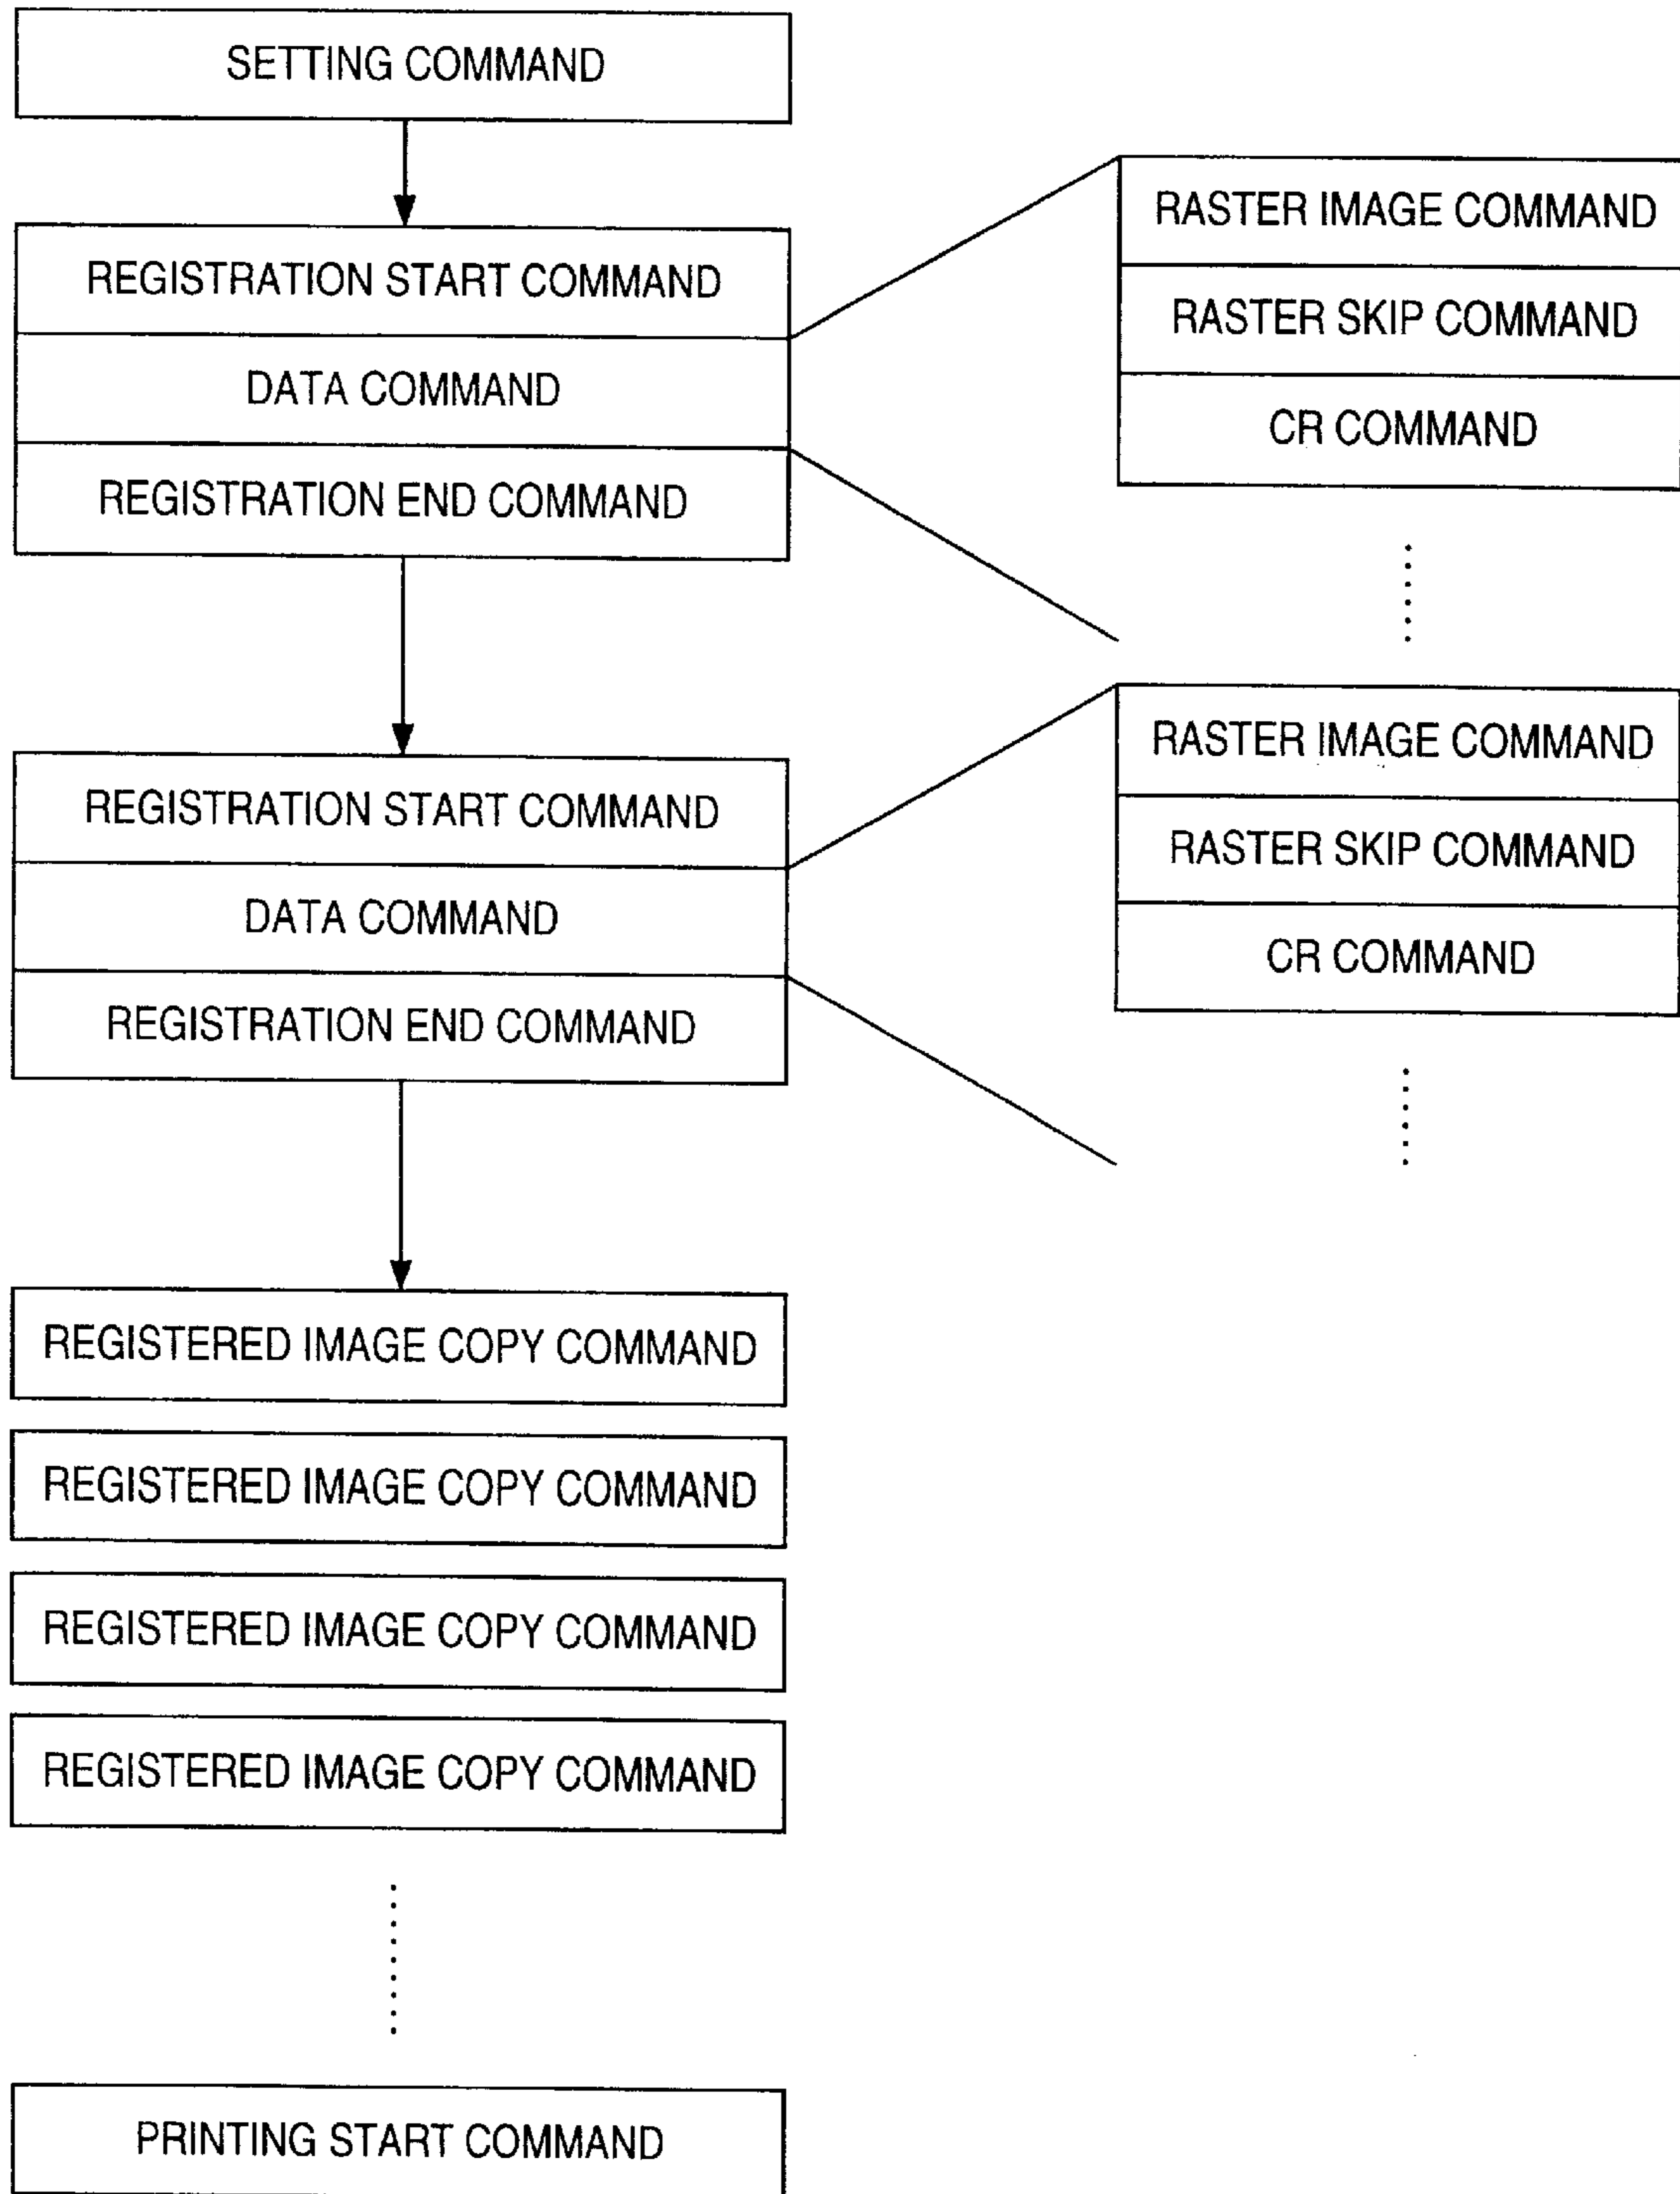 SETTING COMMAND
REGISTRATION START COMMAND
DATA COMMAND
REGISTRATION END COMMAND
RASTER IMAGE COMMAND
RASTER SKIP COMMAND
CR COMMAND
REGISTRATION START COMMAND
DATA COMMAND
REGISTRATION END COMMAND
RASTER IMAGE COMMAND
RASTER SKIP COMMAND
CR COMMAND
REGISTERED IMAGE COPY COMMAND
REGISTERED IMAGE COPY COMMAND
REGISTERED IMAGE COPY COMMAND
REGISTERED IMAGE COPY COMMAND
PRINTING START COMMAND